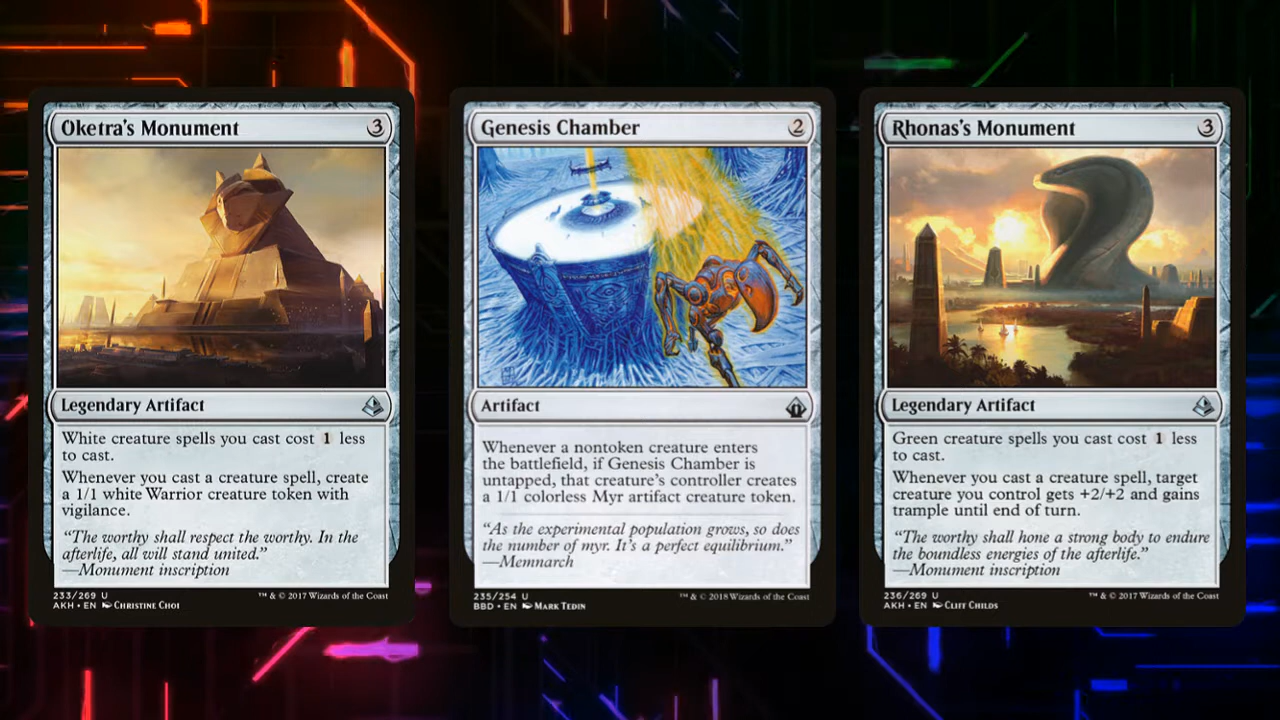 Oketra's Monument 3
Legendary Artifact
White creature spells you cast cost 1 less
to cast.
Whenever you cast a creature spell, create
a 1/1 white Warrior creature token with
vigilance.
"The worthy shall respect the worthy. In the
afterlife, all will stand united."
—Monument inscription
233/269 U
AKH • EN Christine Choi
™ & © 2017 Wizards of the Coast
Genesis Chamber 2
Artifact
Whenever a nontoken creature enters
the battlefield, if Genesis Chamber is
untapped, that creature's controller creates
a 1/1 colorless Myr artifact creature token.
"As the experimental population grows, so does
the number of myr. It's a perfect equilibrium."
—Memnarch
235/254 U
BBD • EN Mark Tedin
™ & © 2018 Wizards of the Coast
Rhonas's Monument 3
Legendary Artifact
Green creature spells you cast cost 1 less
to cast.
Whenever you cast a creature spell, target
creature you control gets +2/+2 and gains
trample until end of turn.
"The worthy shall hone a strong body to endure
the boundless energies of the afterlife."
—Monument inscription
236/269 U
AKH • EN Cliff Childs
™ & © 2017 Wizards of the Coast